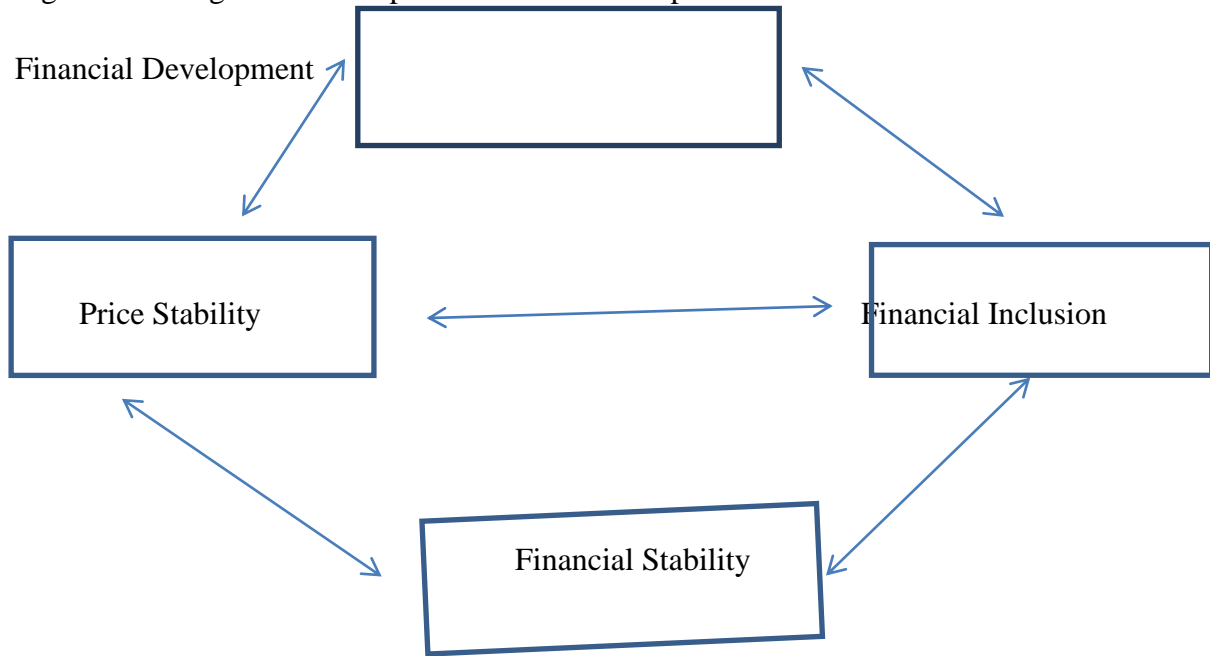 Financial Development
Price Stability
Financial Inclusion
Financial Stability